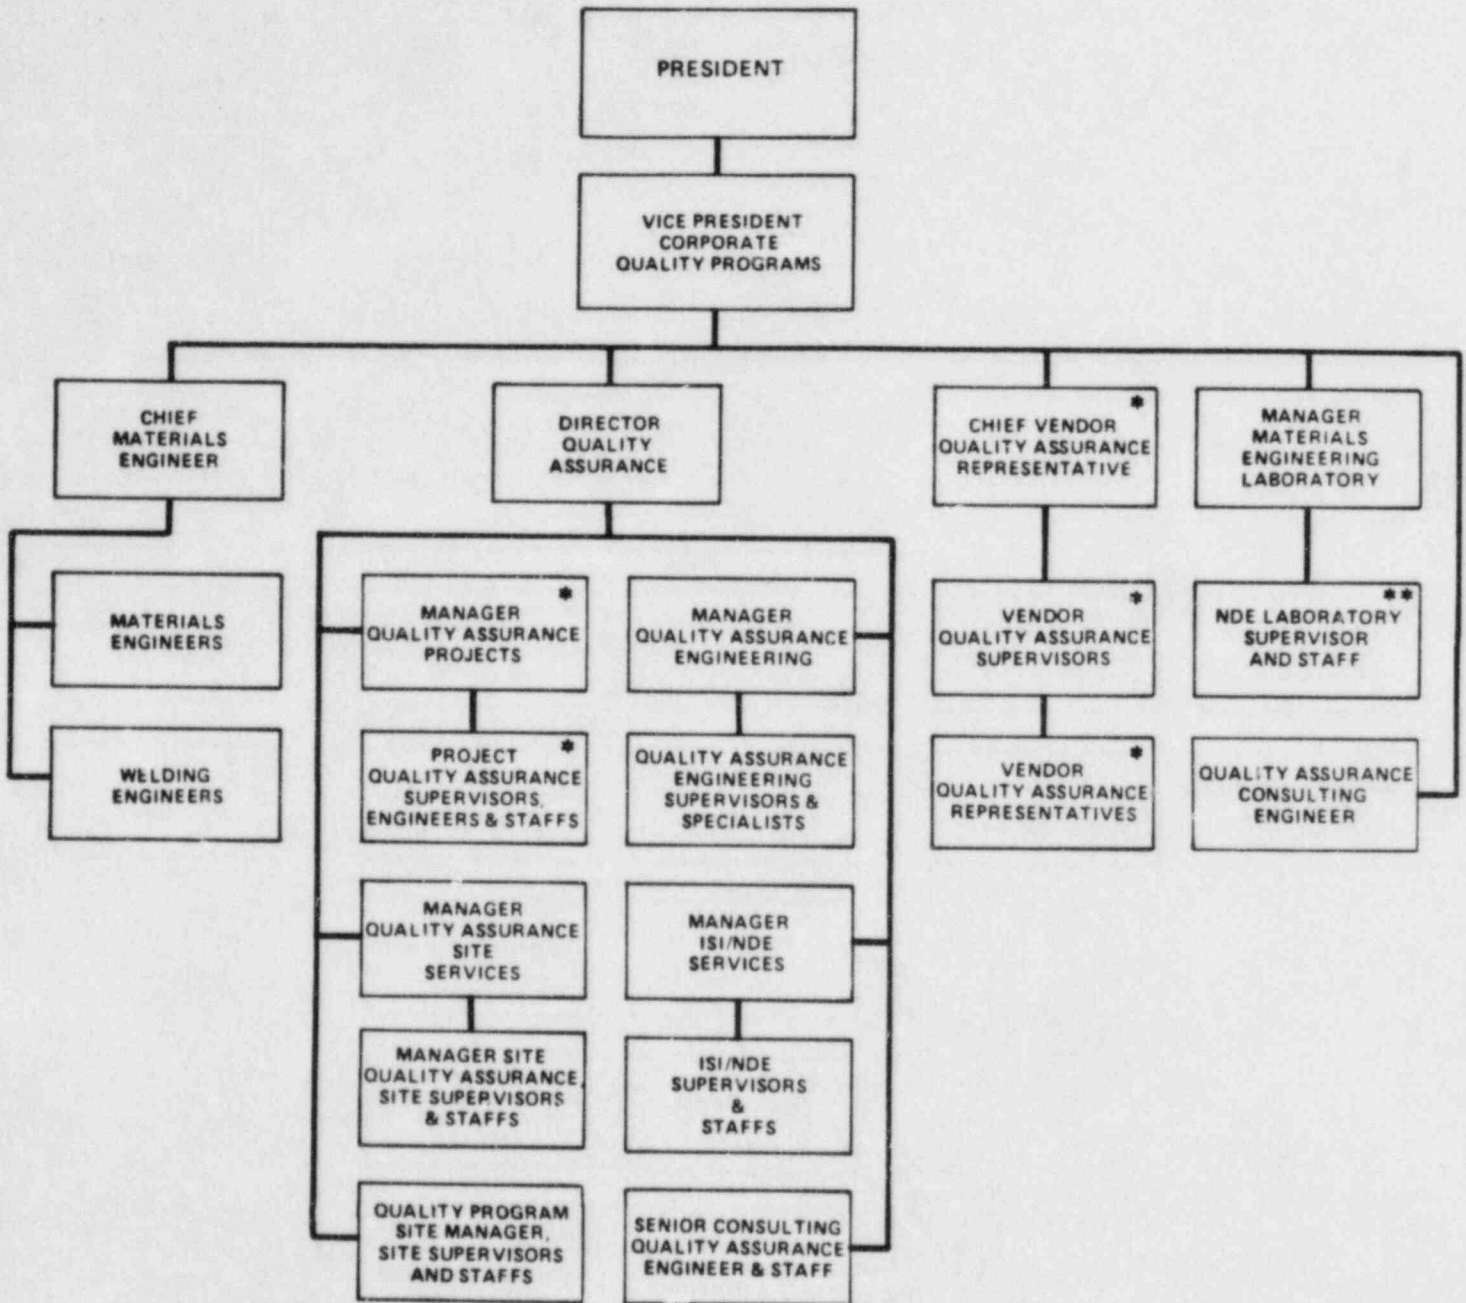 PRESIDENT
VICE PRESIDENT
CORPORATE
QUALITY PROGRAMS
CHIEF
MATERIALS
ENGINEER
DIRECTOR
QUALITY
ASSURANCE
*
CHIEF VENDOR
QUALITY ASSURANCE
REPRESENTATIVE
MANAGER
MATERIALS
ENGINEERING
LABORATORY
MATERIALS
ENGINEERS
*
MANAGER
QUALITY ASSURANCE
PROJECTS
MANAGER
QUALITY ASSURANCE
ENGINEERING
*
VENDOR
QUALITY ASSURANCE
SUPERVISORS
**
NDE LABORATORY
SUPERVISOR
AND STAFF
WELDING
ENGINEERS
*
PROJECT
QUALITY ASSURANCE
SUPERVISORS,
ENGINEERS & STAFFS
QUALITY ASSURANCE
ENGINEERING
SUPERVISORS &
SPECIALISTS
*
VENDOR
QUALITY ASSURANCE
REPRESENTATIVES
QUALITY ASSURANCE
CONSULTING
ENGINEER
MANAGER
QUALITY ASSURANCE
SITE
SERVICES
MANAGER
ISI/NDE
SERVICES
MANAGER SITE
QUALITY ASSURANCE,
SITE SUPERVISORS
& STAFFS
ISI/NDE
SUPERVISORS
&
STAFFS
QUALITY PROGRAM
SITE MANAGER,
SITE SUPERVISORS
AND STAFFS
SENIOR CONSULTING
QUALITY ASSURANCE
ENGINEER & STAFF